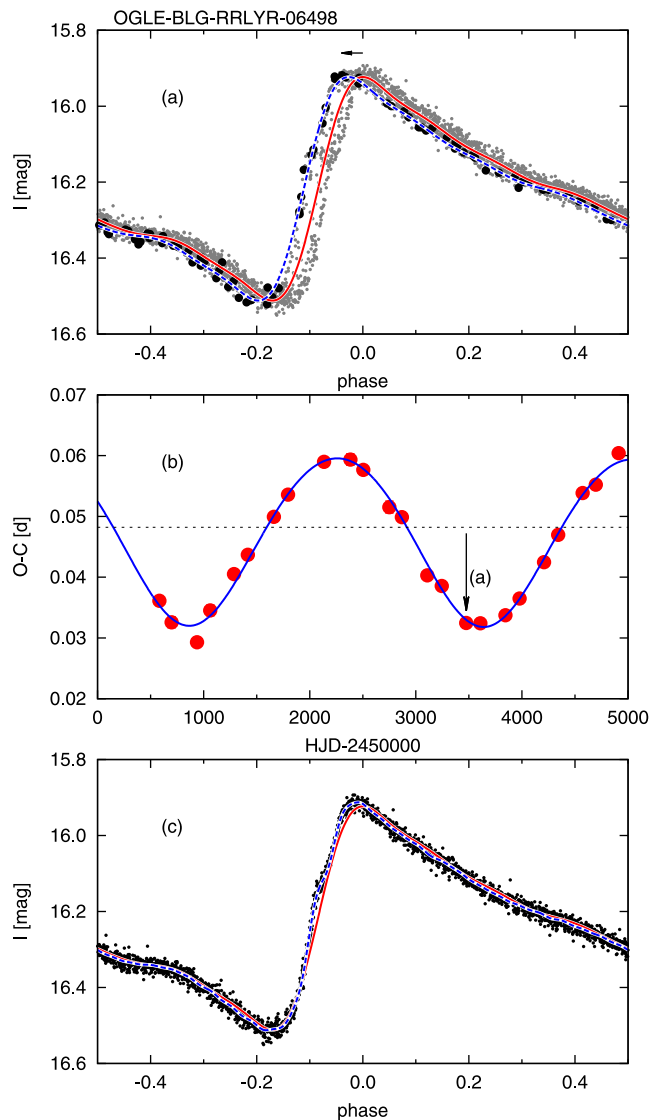 OGLE-BLG-RRLYR-06498
15.8
16.0
16.2
16.4
16.6
I [mag]
(a)
-0.4 -0.2 0.0 0.2 0.4
phase
0.07
0.06
0.05
0.04
0.03
0.02
O-C [d]
(b)
(a)
0 1000 2000 3000 4000 5000
HJD-2450000
15.8
16.0
16.2
16.4
16.6
I [mag]
(c)
-0.4 -0.2 0.0 0.2 0.4
phase